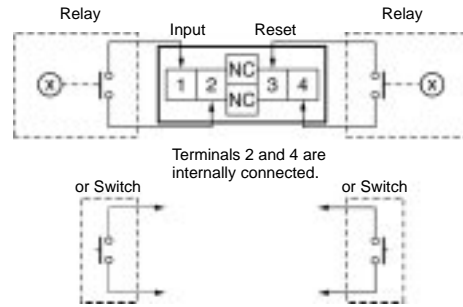 Relay
Input
Reset
Relay
X
1 2 NC NC 3 4
X
Terminals 2 and 4 are
internally connected.
or Switch
or Switch